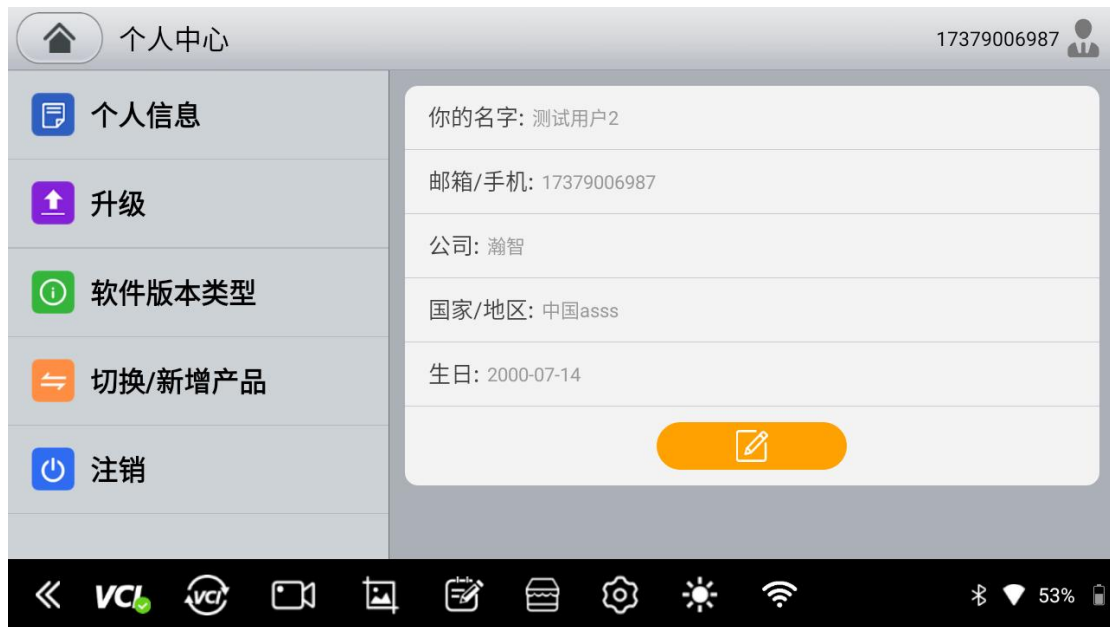 个人中心
17379006987
个人信息
升级
软件版本类型
切换/新增产品
注销
你的名字: 测试用户2
邮箱/手机: 17379006987
公司: 瀚智
国家/地区: 中国asss
生日: 2000-07-14
VCI
VCI
53%